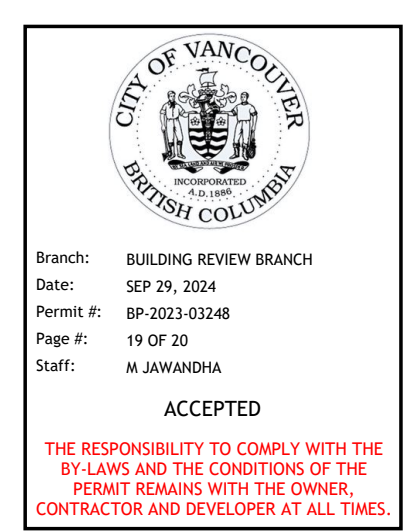 CITY OF VANCOUVER
INCORPORATED
A.D. 1886
BRITISH COLUMBIA
Branch: BUILDING REVIEW BRANCH
Date: SEP 29, 2024
Permit #: BP-2023-03248
Page #: 19 OF 20
Staff: M JAWANDHA
ACCEPTED
THE RESPONSIBILITY TO COMPLY WITH THE
BY-LAWS AND THE CONDITIONS OF THE
PERMIT REMAINS WITH THE OWNER,
CONTRACTOR AND DEVELOPER AT ALL TIMES.